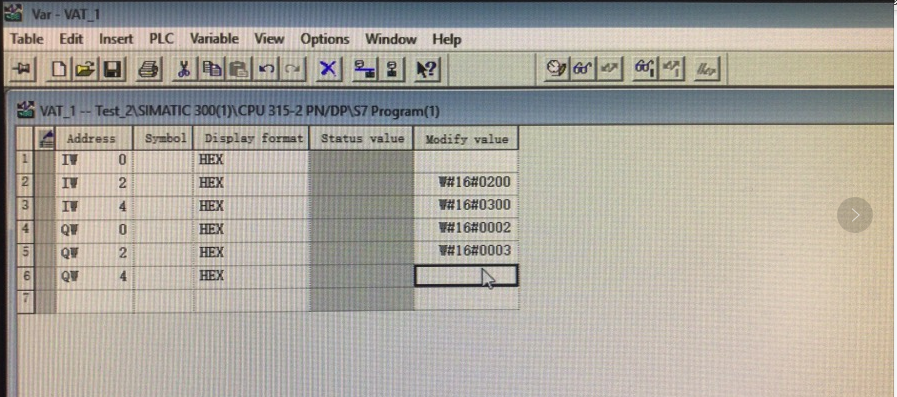 Var - VAT_1
Table Edit Insert PLC Variable View Options Window Help
VAT_1 -- Test_2\SIMATIC 300(1)\CPU 315-2 PN/DP\S7 Program(1)
Address Symbol Display format Status value Modify value
1 IW 0 HEX
2 IW 2 HEX W#16#0200
3 IW 4 HEX W#16#0300
4 QW 0 HEX W#16#0002
5 QW 2 HEX W#16#0003
6 QW 4 HEX
7